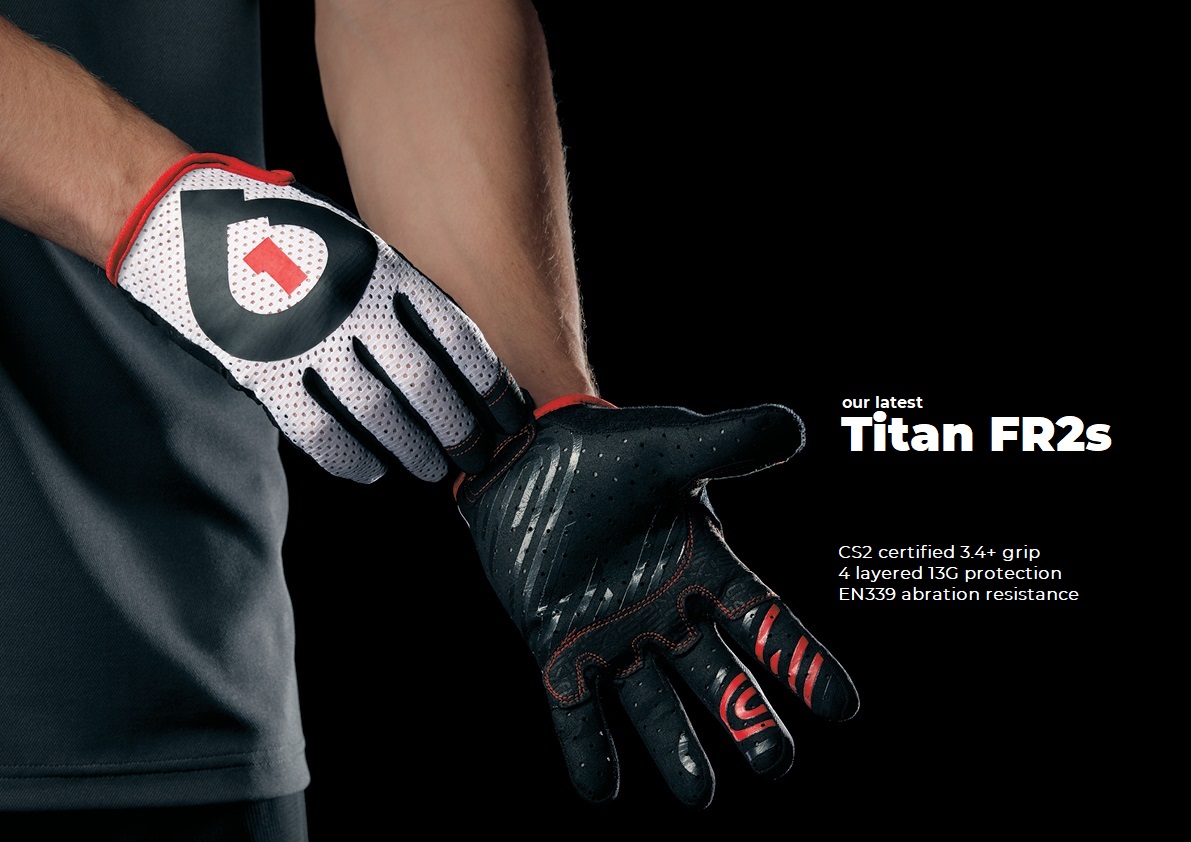 our latest
Titan FR2s
CS2 certified 3.4+ grip
4 layered 13G protection
EN339 abration resistance